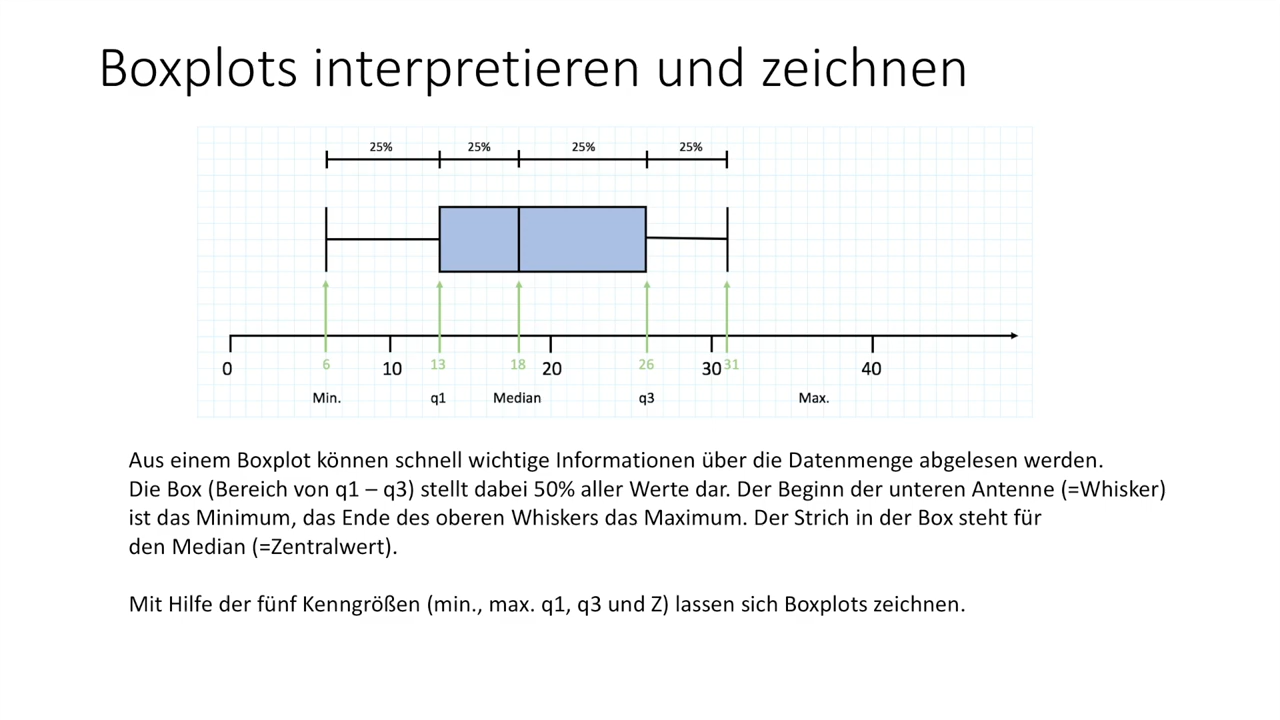 Boxplots interpretieren und zeichnen
25% 25% 25% 25%
0 6 10 13 18 20 26 30 31 40
Min. q1 Median q3 Max.
Aus einem Boxplot können schnell wichtige Informationen über die Datenmenge abgelesen werden.
Die Box (Bereich von q1 – q3) stellt dabei 50% aller Werte dar. Der Beginn der unteren Antenne (=Whisker)
ist das Minimum, das Ende des oberen Whiskers das Maximum. Der Strich in der Box steht für
den Median (=Zentralwert).
Mit Hilfe der fünf Kenngrößen (min., max. q1, q3 und Z) lassen sich Boxplots zeichnen.